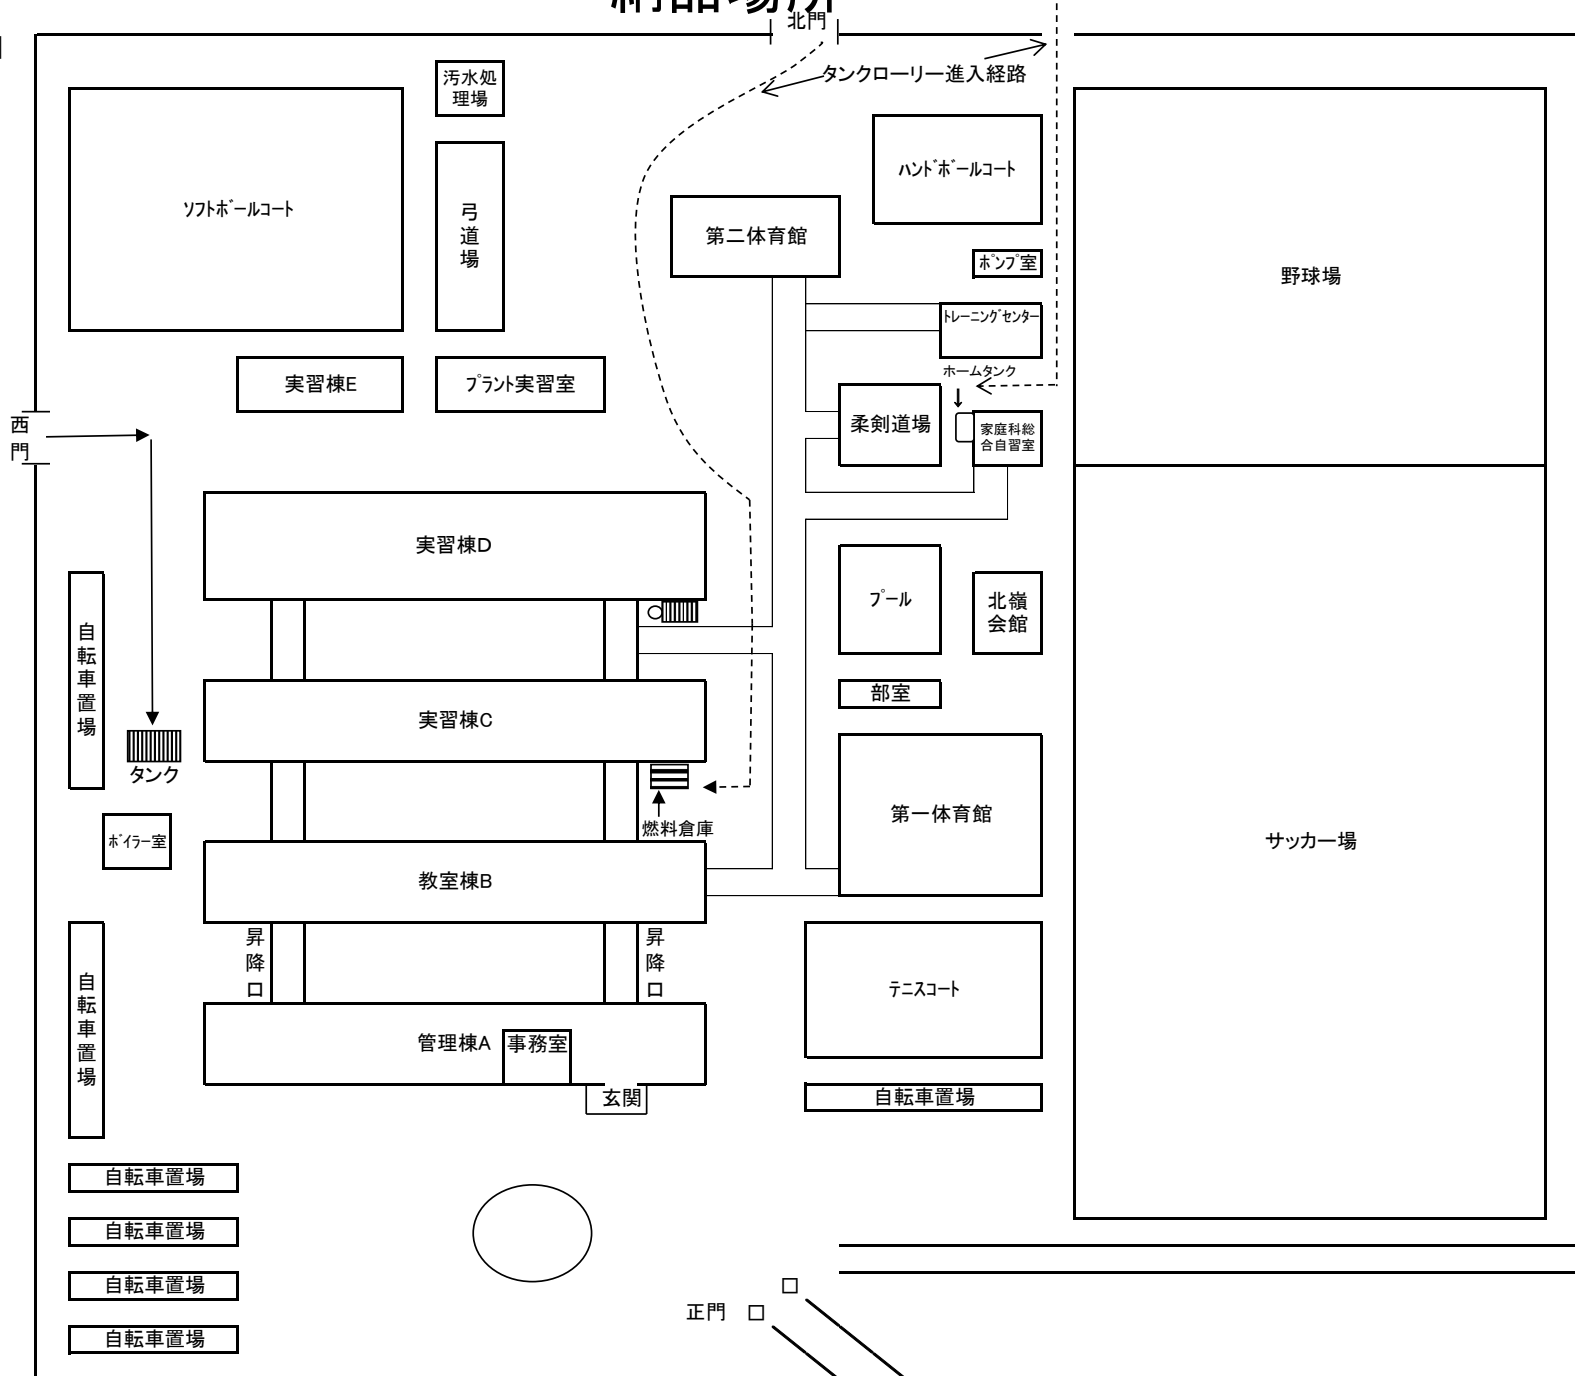 納品場所
北門
タンクローリー進入経路
汚水処
理場
ソフトボールコート
弓道場
ハンドボールコート
第二体育館
ポンプ室
野球場
トレーニングセンター
ホームタンク
実習棟E
プラント実習室
西門
柔剣道場
家庭科総
合自習室
実習棟D
プール
北嶺
会館
自転車置場
部室
実習棟C
タンク
燃料倉庫
ボイラー室
第一体育館
サッカー場
教室棟B
昇降口
昇降口
自転車置場
テニスコート
管理棟A
事務室
玄関
自転車置場
自転車置場
自転車置場
自転車置場
自転車置場
正門